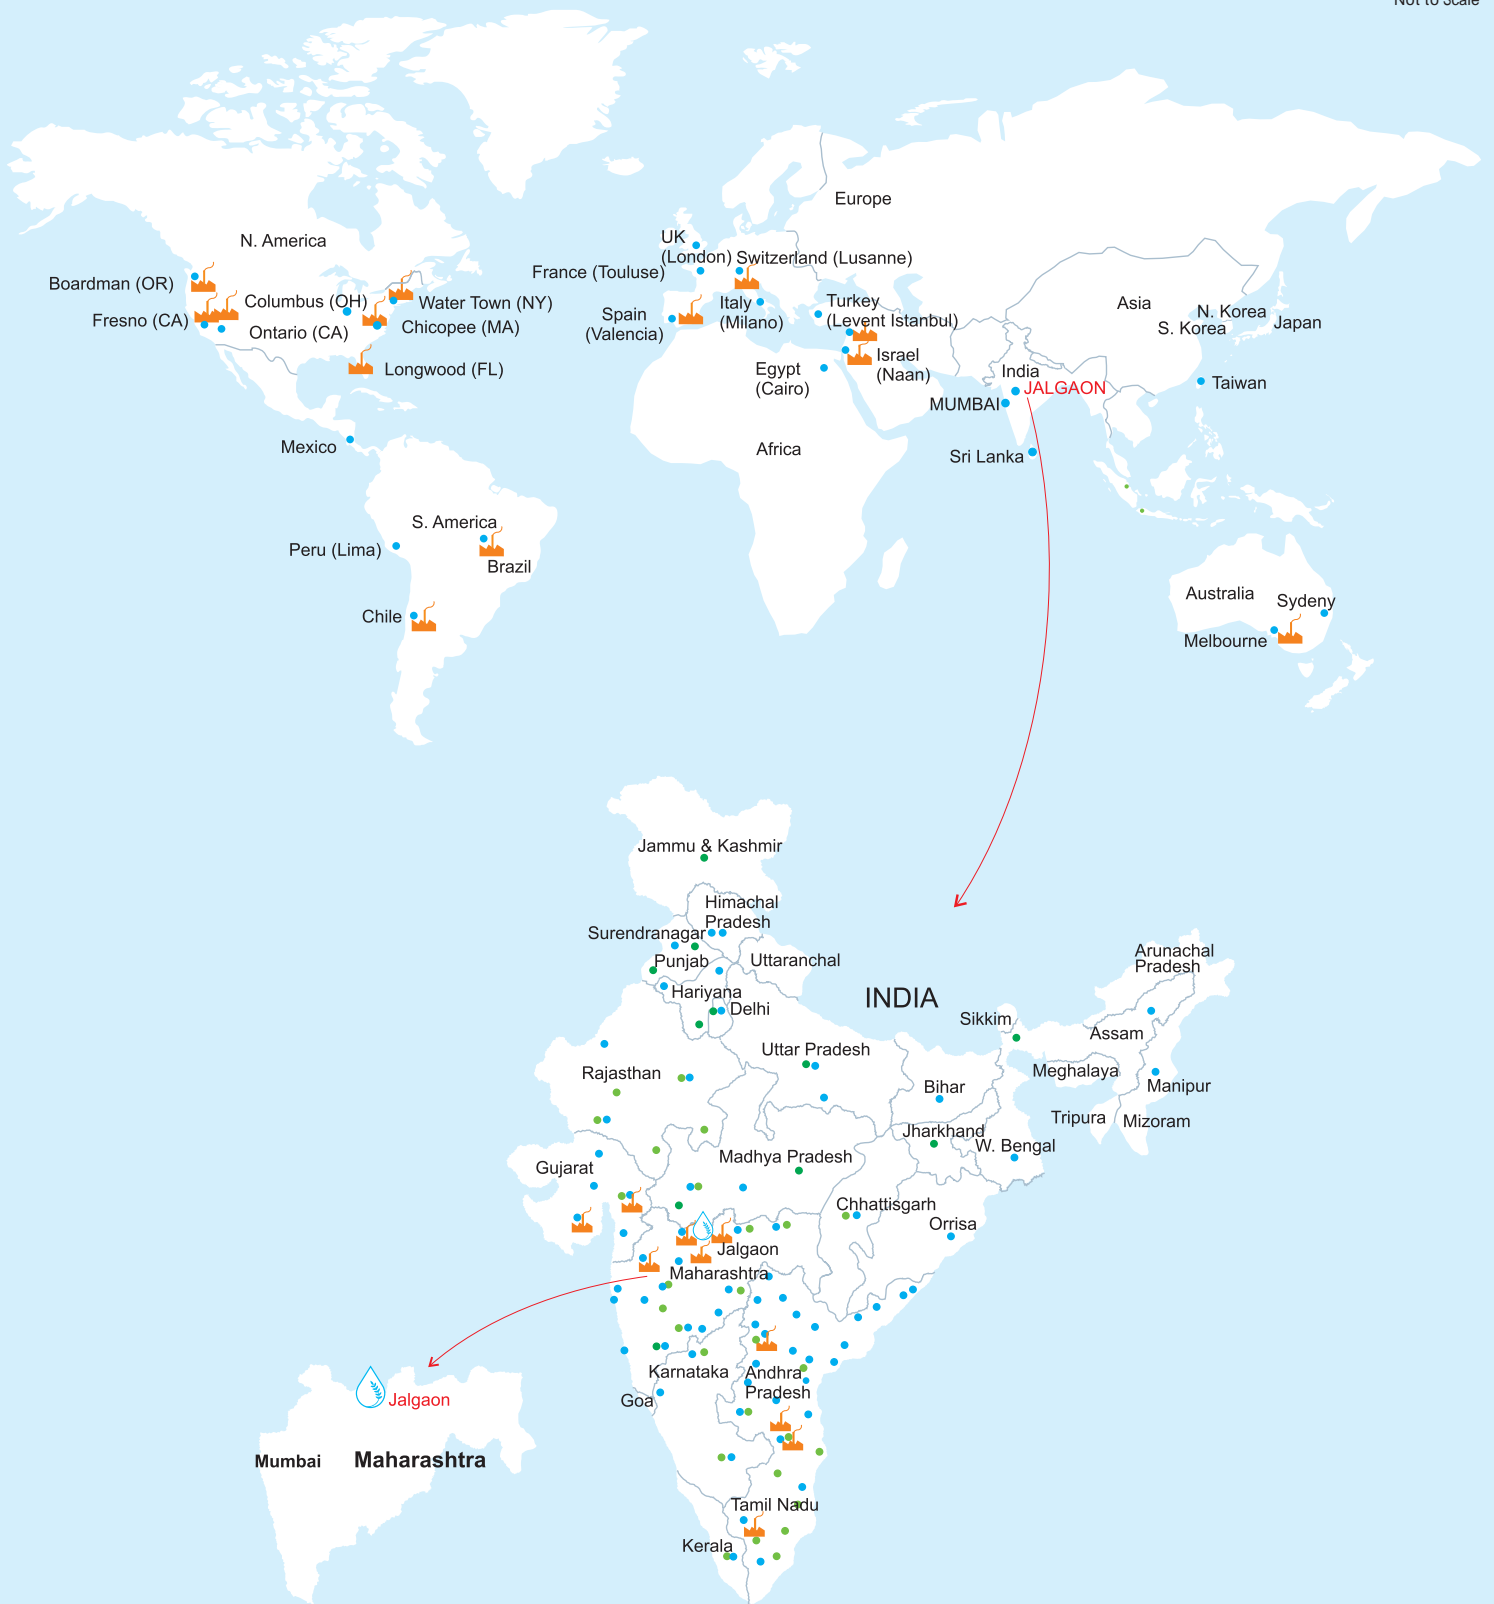 Not to Scale
Europe
N. America
UK
(London)
Switzerland (Lusanne)
France (Touluse)
Boardman (OR)
Columbus (OH)
Water Town (NY)
Fresno (CA)
Ontario (CA)
Chicopee (MA)
Longwood (FL)
Spain
(Valencia)
Italy
(Milano)
Turkey
(Levent Istanbul)
Israel
(Naan)
Egypt
(Cairo)
Asia
N. Korea
S. Korea
Japan
India
JALGAON
MUMBAI
Taiwan
Sri Lanka
Africa
Mexico
S. America
Peru (Lima)
Brazil
Chile
Australia
Sydeny
Melbourne
Jammu & Kashmir
Himachal
Pradesh
Surendranagar
Punjab
Uttaranchal
Hariyana
Delhi
INDIA
Arunachal
Pradesh
Sikkim
Assam
Uttar Pradesh
Rajasthan
Bihar
Meghalaya
Manipur
Tripura
Mizoram
Jharkhand
W. Bengal
Madhya Pradesh
Gujarat
Chhattisgarh
Orrisa
Jalgaon
Maharashtra
Karnataka
Andhra
Pradesh
Goa
Jalgaon
Mumbai
Maharashtra
Tamil Nadu
Kerala